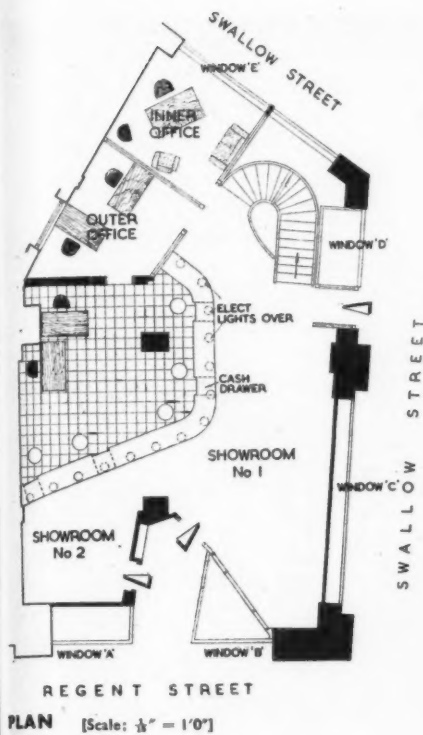 SWALLOW STREET
WINDOW 'E'
INNER
OFFICE
OUTER
OFFICE
WINDOW 'D'
ELECT
LIGHTS OVER
CASH
DRAWER
SHOWROOM
No 1
SWALLOW STREET
WINDOW 'C'
SHOWROOM
No 2
WINDOW 'A'
WINDOW 'B'
REGENT STREET
PLAN [Scale: 1/16" = 1'0"]